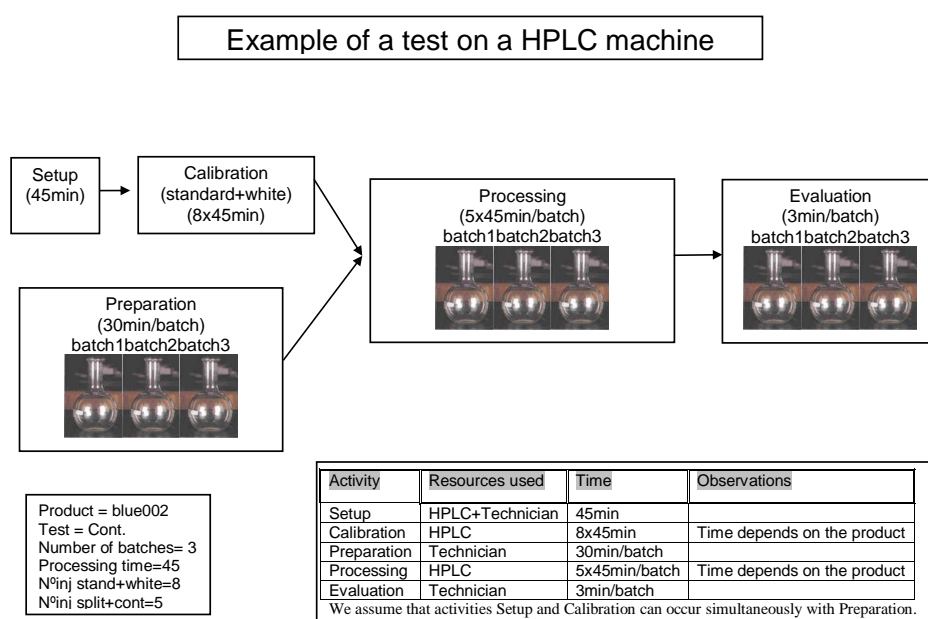 Example of a test on a HPLC machine
Setup
(45min)
Calibration
(standard+white)
(8x45min)
Processing
(5x45min/batch)
batch1batch2batch3
Evaluation
(3min/batch)
batch1batch2batch3
Preparation
(30min/batch)
batch1batch2batch3
Product = blue002
Test = Cont.
Number of batches= 3
Processing time=45
Nºinj stand+white=8
Nºinj split+cont=5
Activity Resources used Time Observations
Setup HPLC+Technician 45min
Calibration HPLC 8x45min Time depends on the product
Preparation Technician 30min/batch
Processing HPLC 5x45min/batch Time depends on the product
Evaluation Technician 3min/batch
We assume that activities Setup and Calibration can occur simultaneously with Preparation.